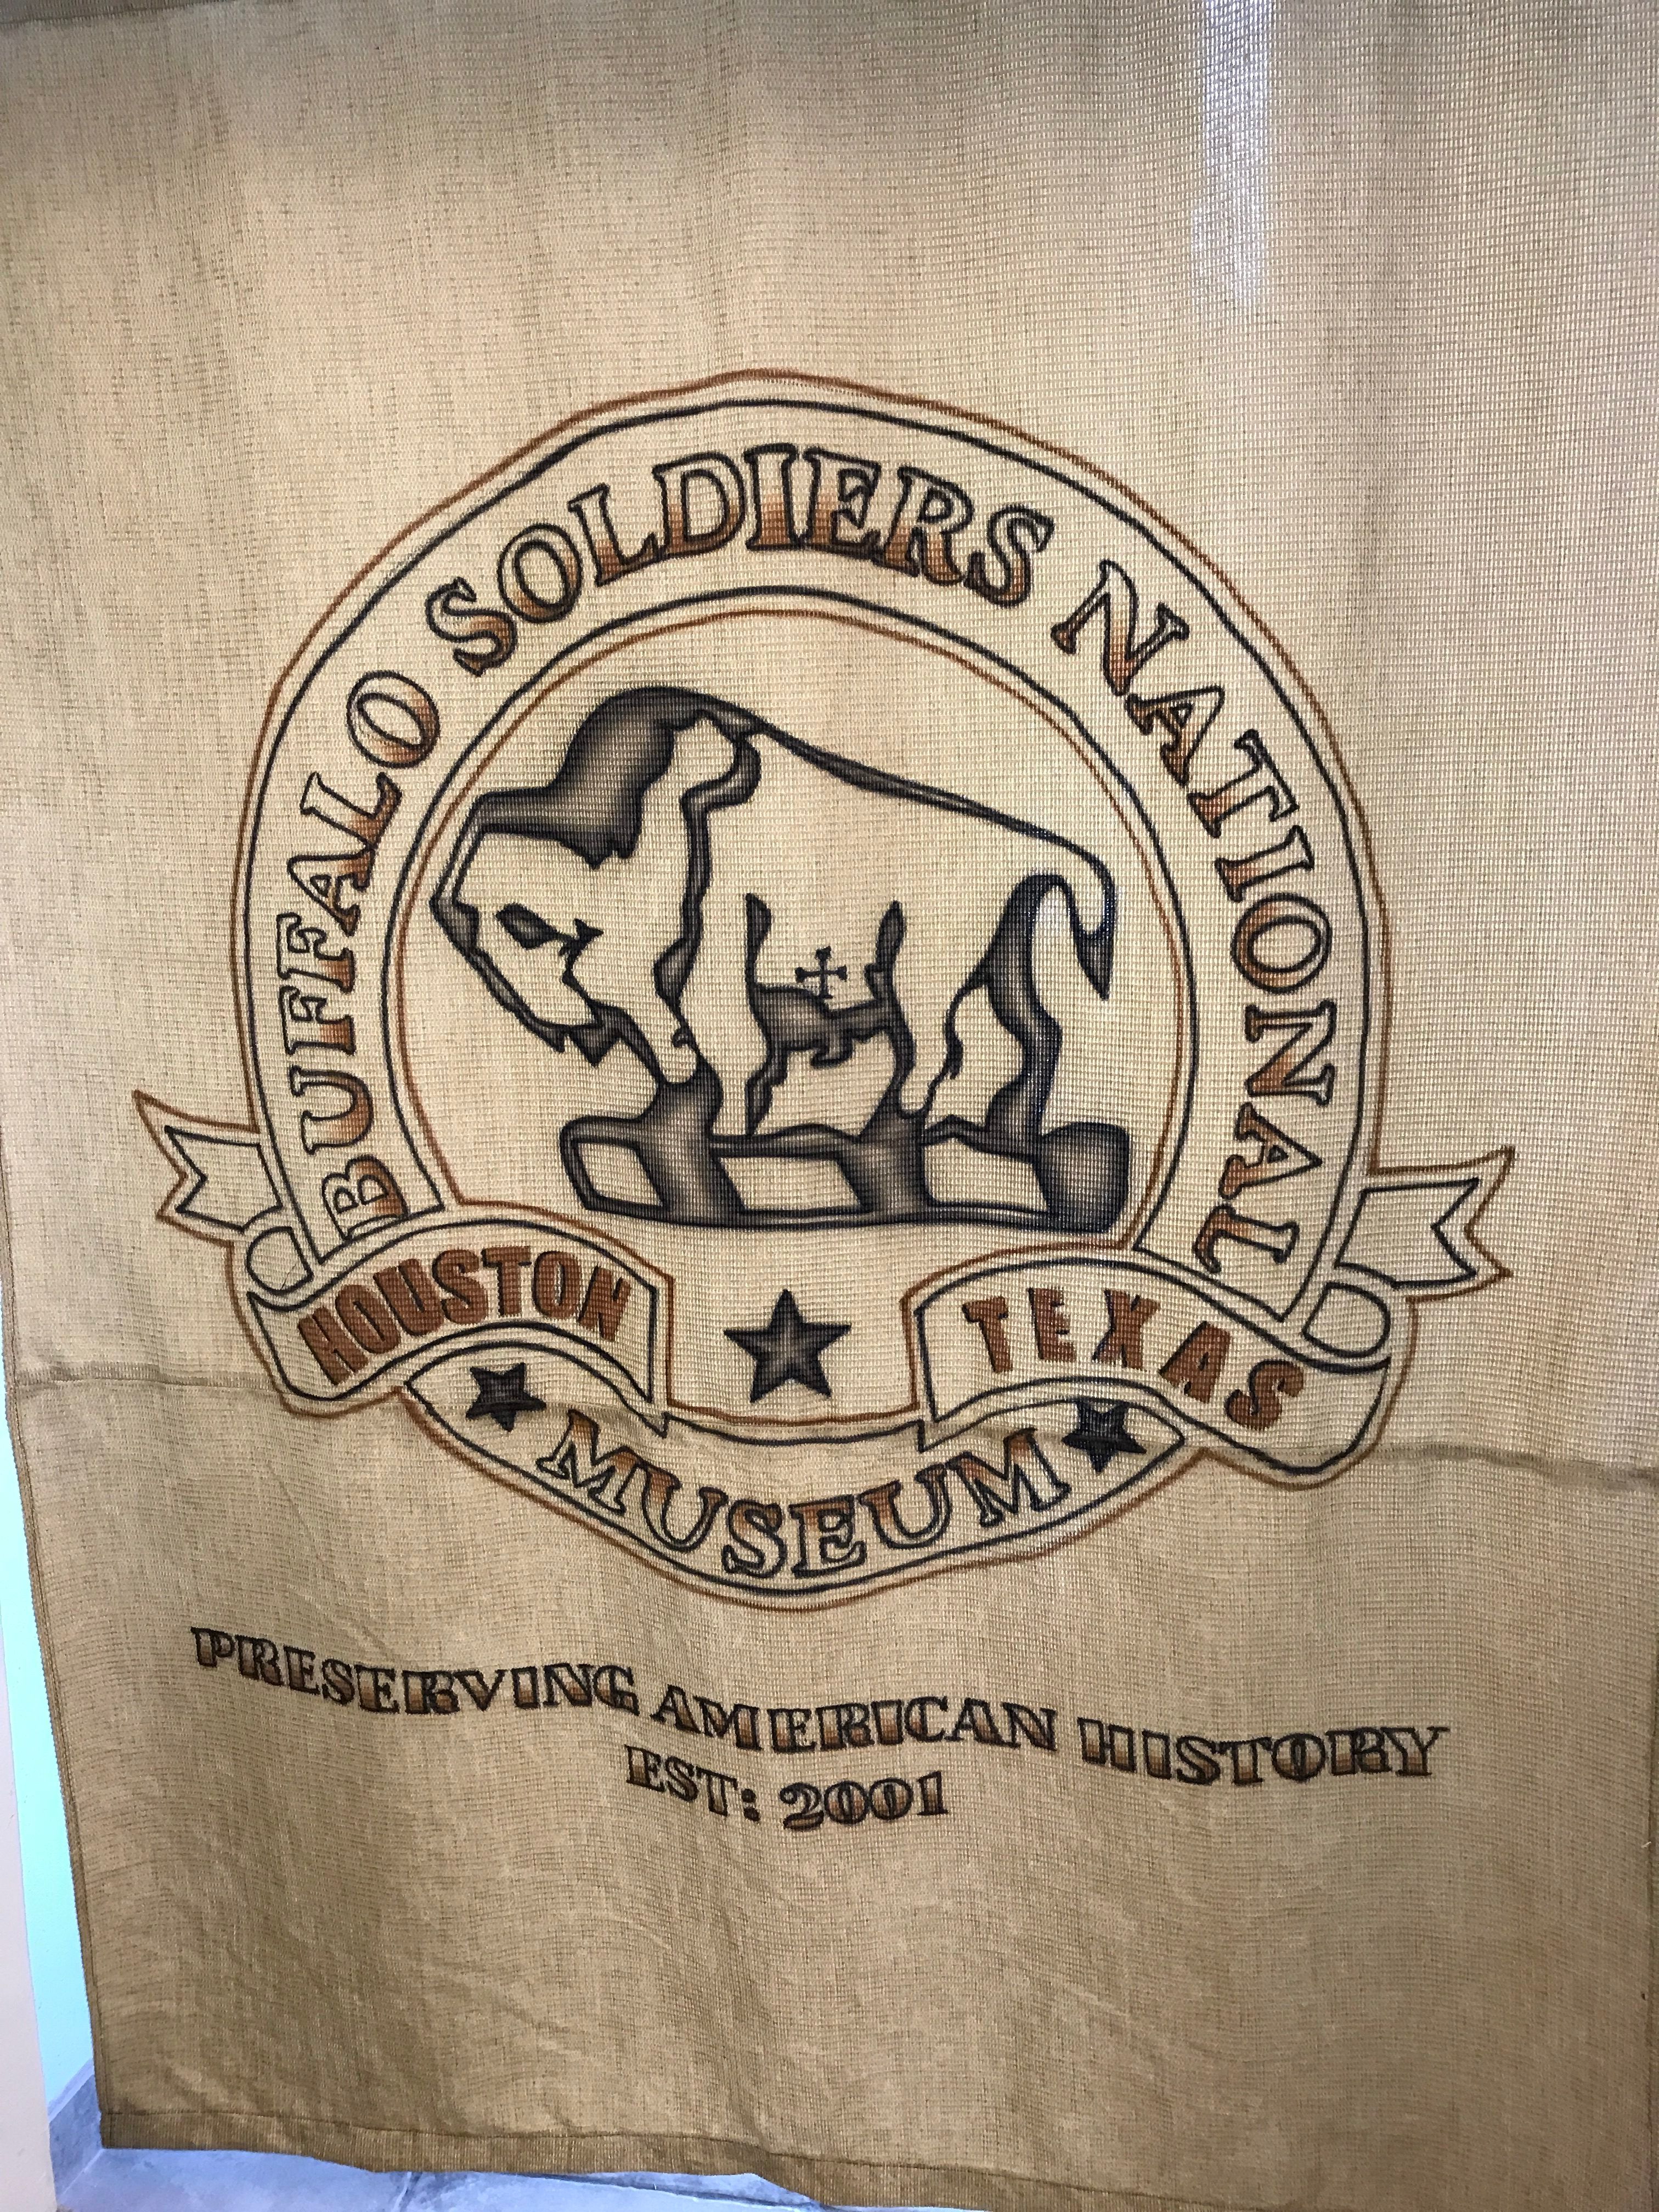 BUFFALO SOLDIERS NATIONAL
HOUSTON TEXAS
MUSEUM
PRESERVING AMERICAN HISTORY
EST: 2001